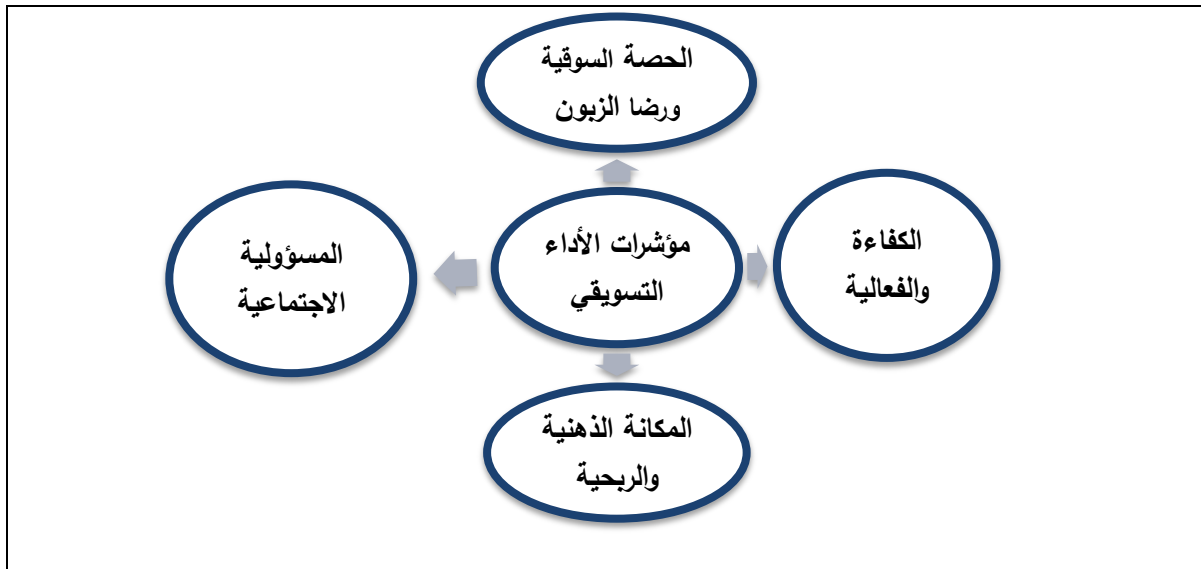 الحصة السوقية
ورضا الزبون
الكفاءة
والفعالية
مؤشرات الأداء
التسويقي
المسؤولية
الاجتماعية
المكانة الذهنية
والربحية